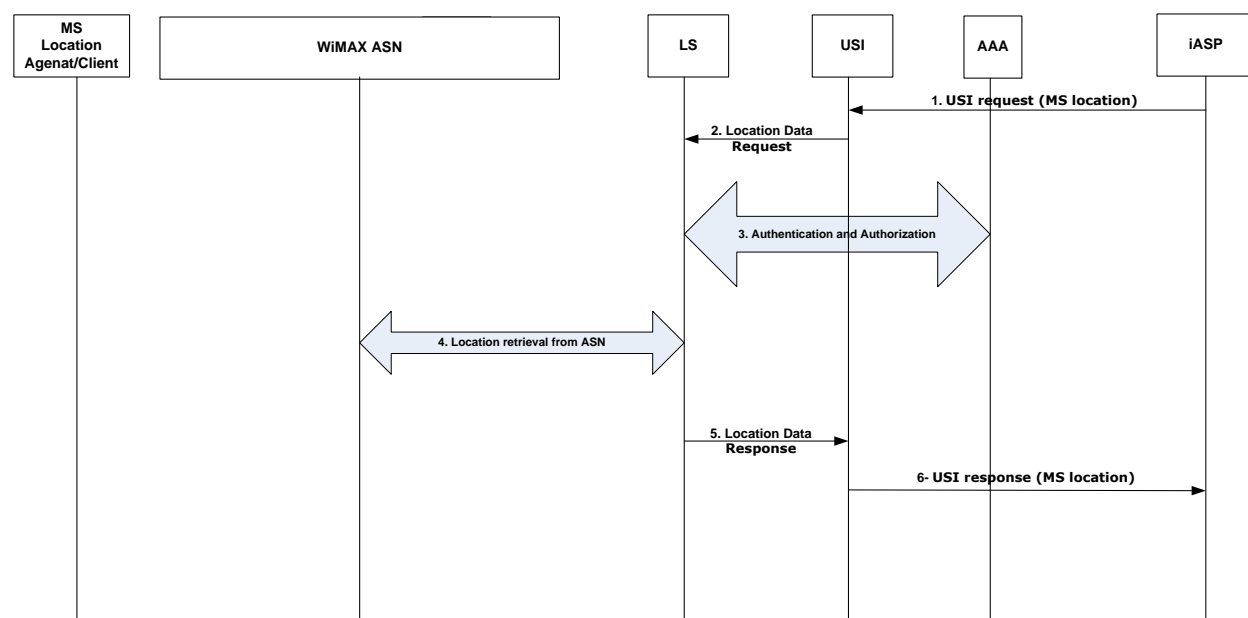 MS
Location
Agenat/Client
WiMAX ASN
LS
USI
AAA
iASP
1. USI request (MS location)
2. Location Data
Request
3. Authentication and Authorization
4. Location retrieval from ASN
5. Location Data
Response
6- USI response (MS location)